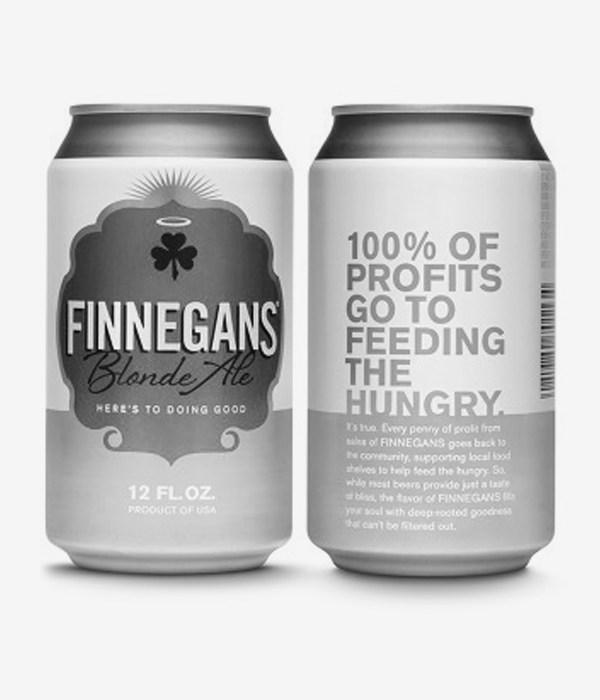 FINNEGANS
Blonde Ale
HERE'S TO DOING GOOD
12 FL. OZ.
PRODUCT OF USA
100% OF
PROFITS
GO TO
FEEDING
THE
HUNGRY.
It's true. Every penny of profit from
sales of FINNEGANS goes back to
the community, supporting local food
shelves to help feed the hungry. So,
while most beers provide just a taste
of bliss, the flavor of FINNEGANS fills
your soul with deep-rooted goodness
that can't be filtered out.